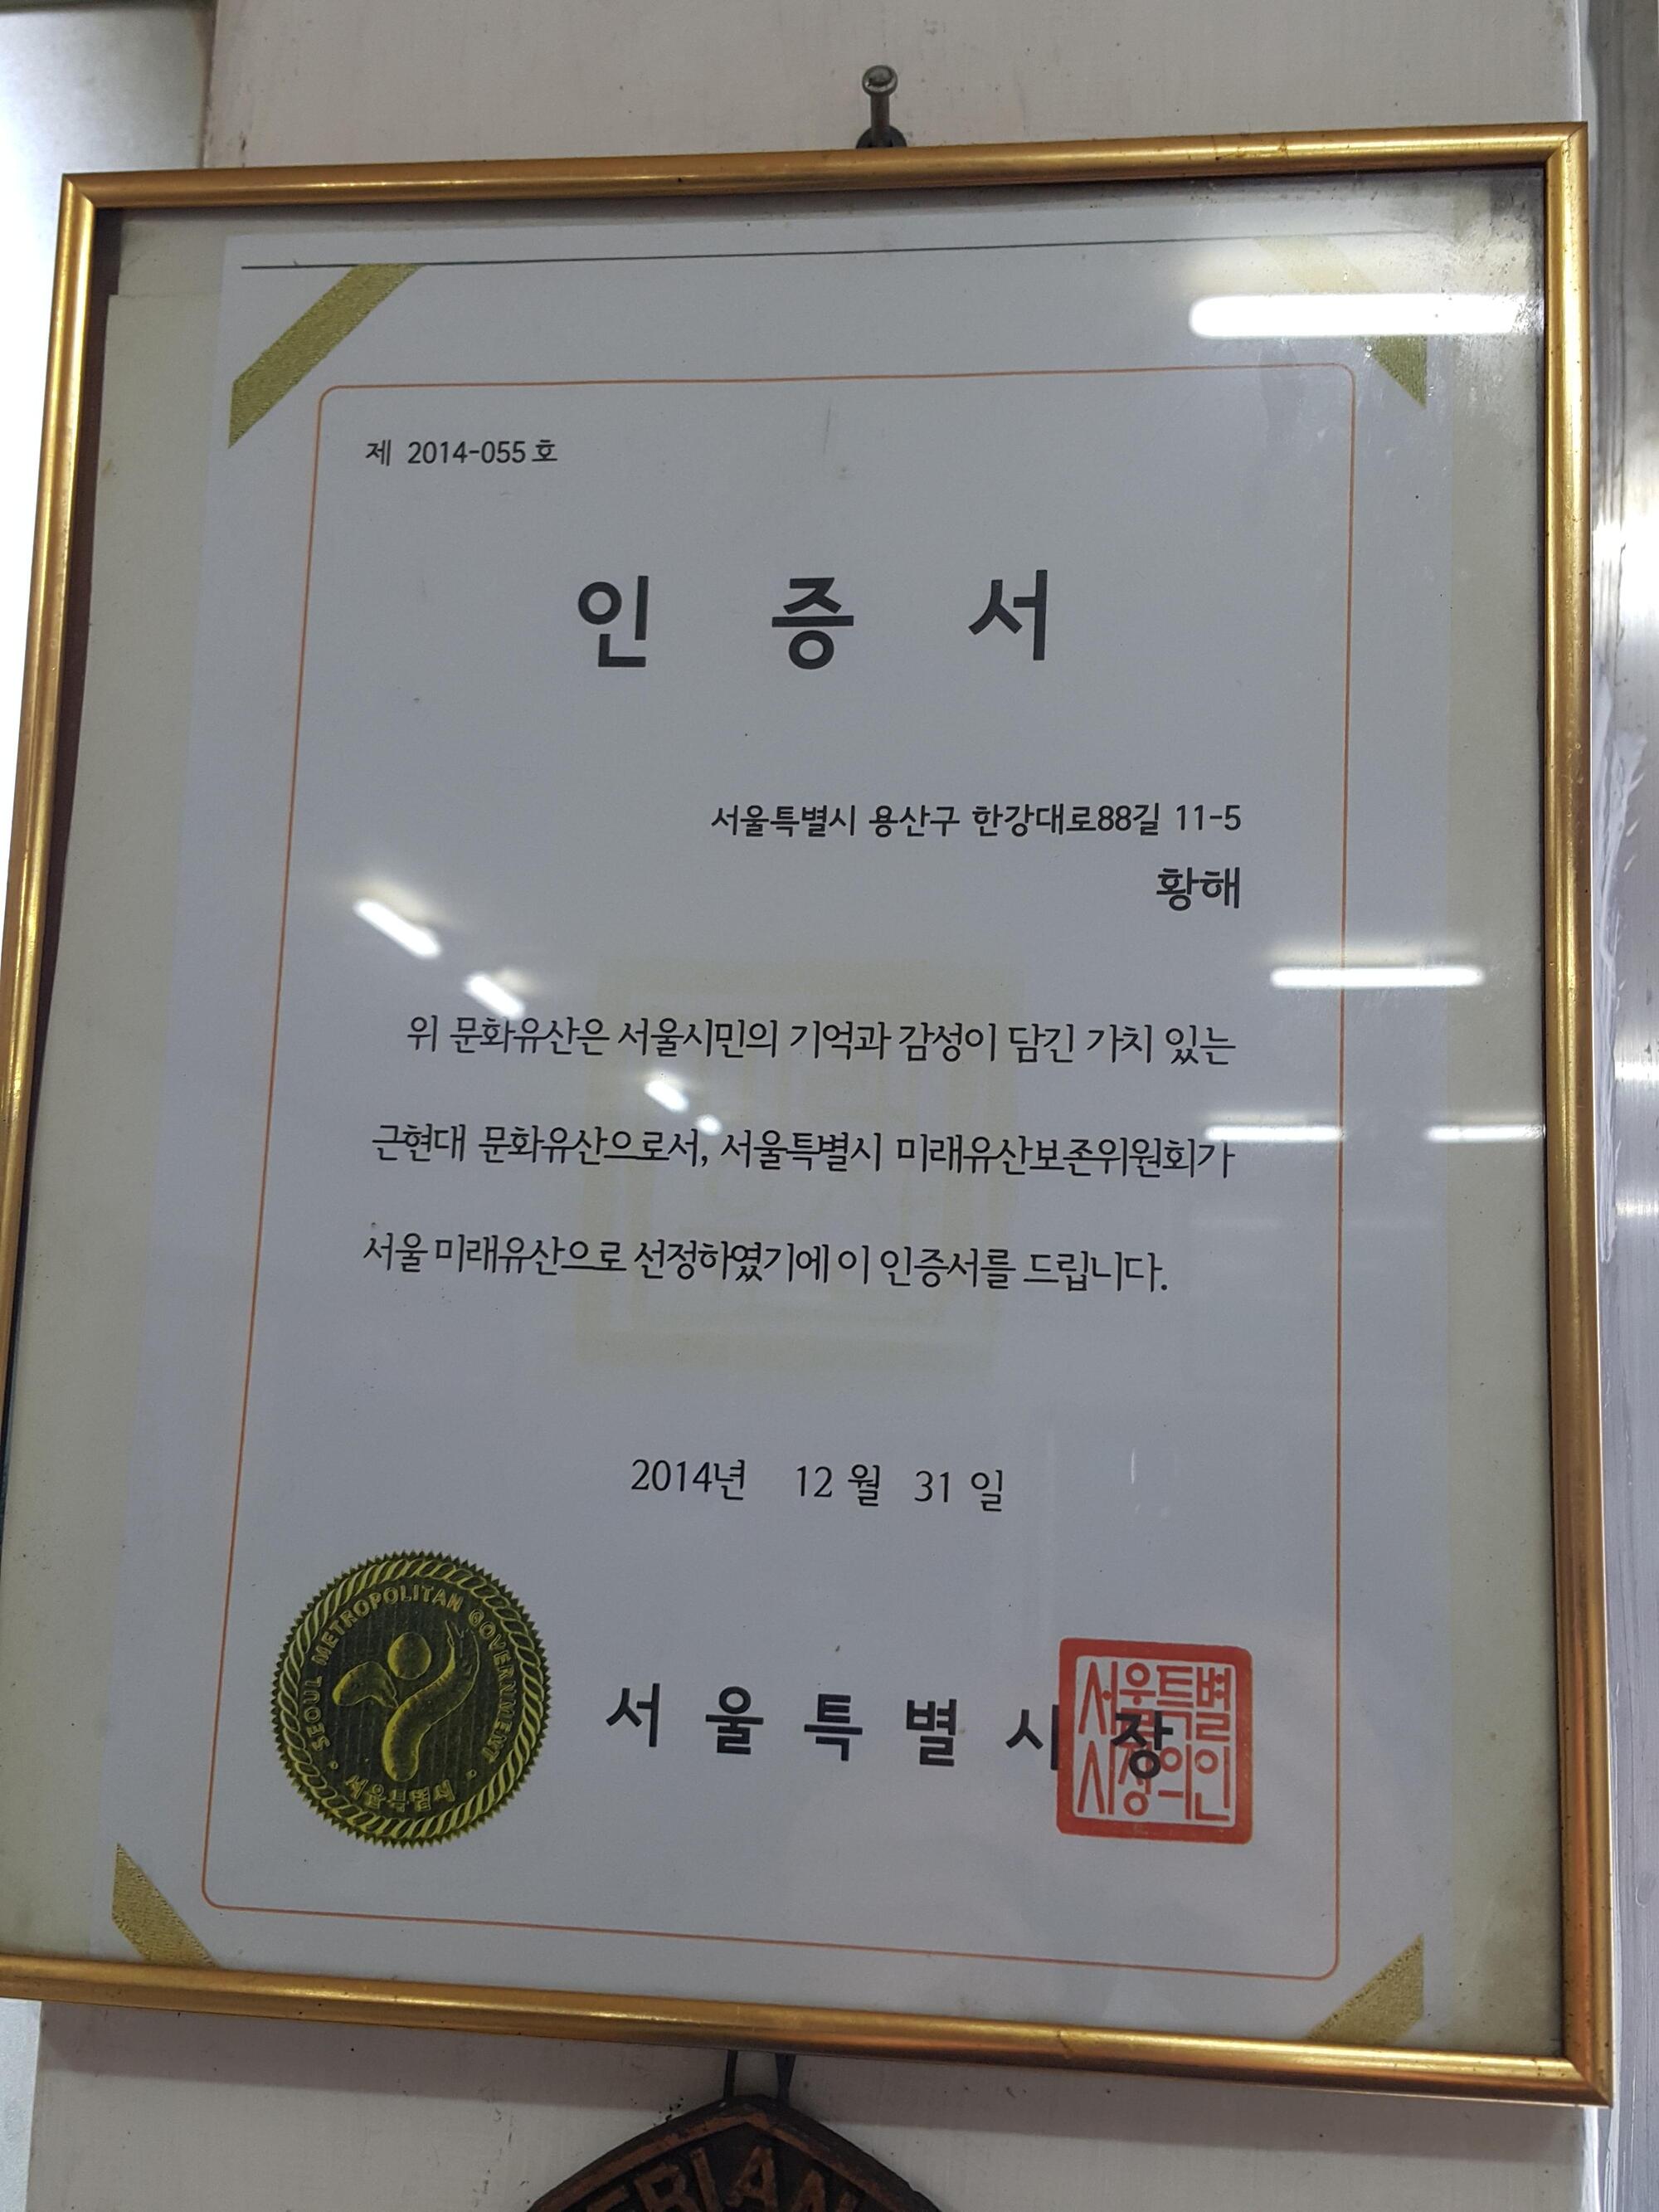 제 2014-055 호
인 증 서
서울특별시 용산구 한강대로88길 11-5
황해
위 문화유산은 서울시민의 기억과 감성이 담긴 가치 있는
근현대 문화유산으로서, 서울특별시 미래유산보존위원회가
서울 미래유산으로 선정하였기에 이 인증서를 드립니다.
2014년 12 월 31 일
SEOUL METROPOLITAN GOVERNMENT
서울특별시
서 울 특 별 시 장
서울특별
시장의인